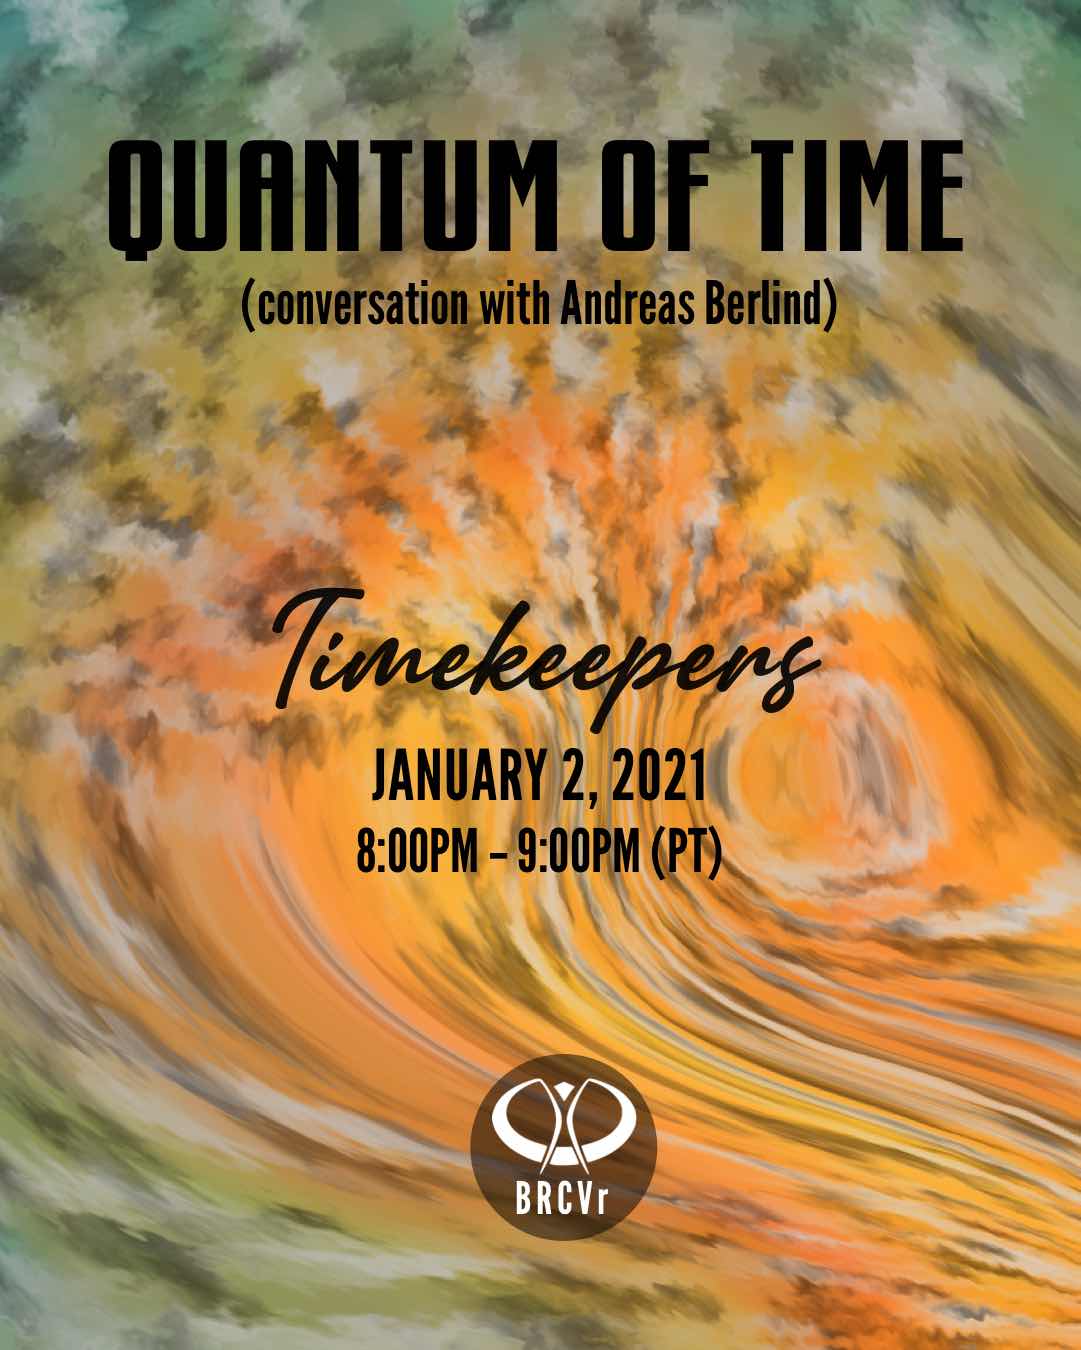 QUANTUM OF TIME
(conversation with Andreas Berlind)
Timekeepers
JANUARY 2, 2021
8:00PM – 9:00PM (PT)
BRCVr